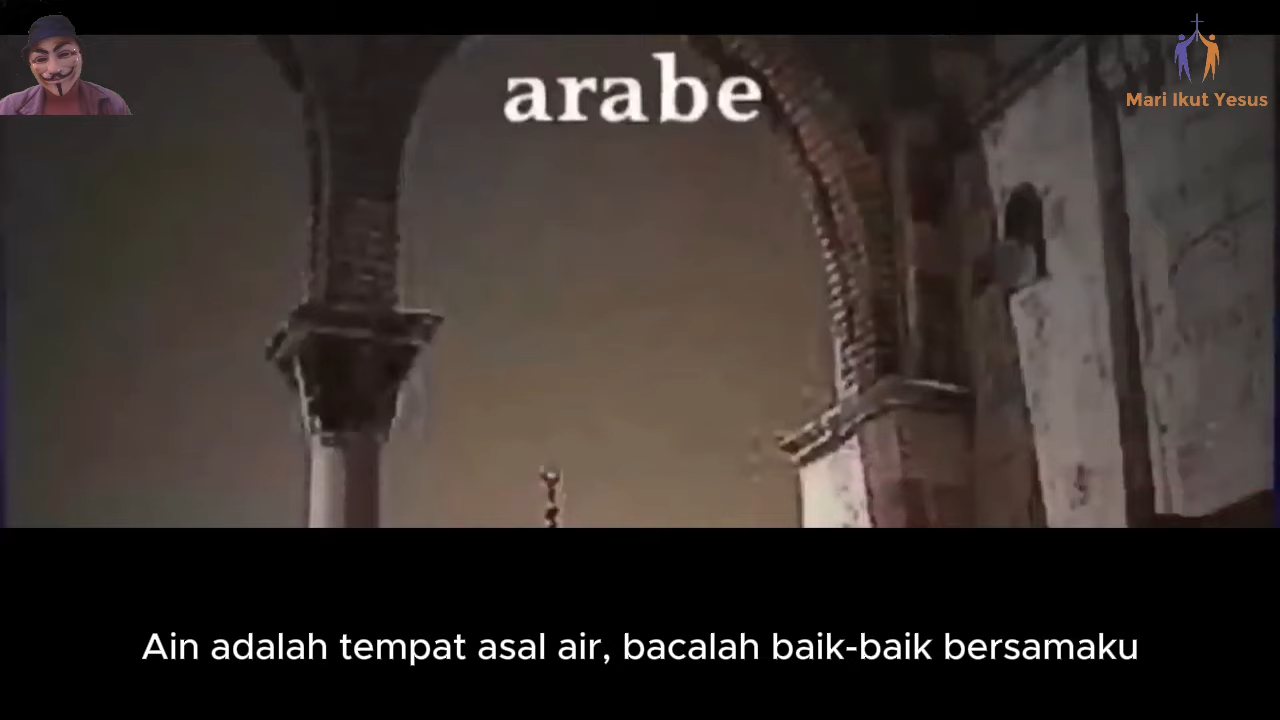 arabe
Mari Ikut Yesus
Ain adalah tempat asal air, bacalah baik-baik bersamaku